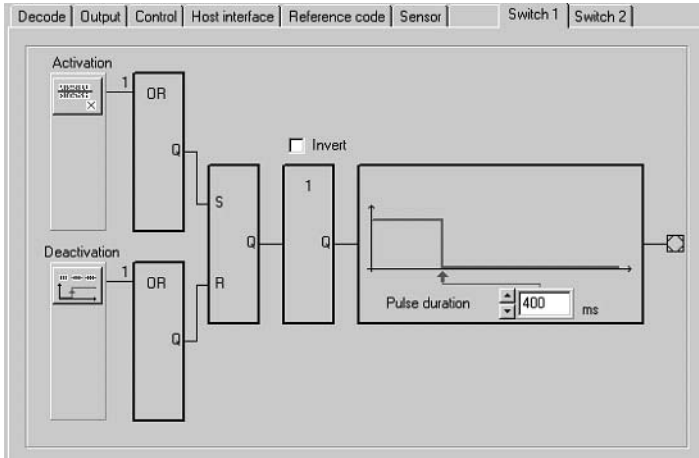 Decode Output Control Host interface Reference code Sensor Switch 1 Switch 2
Activation
1 OR
Q
Invert
1
S
Q Q
Deactivation
1 OR
R
Pulse duration 400 ms
Q